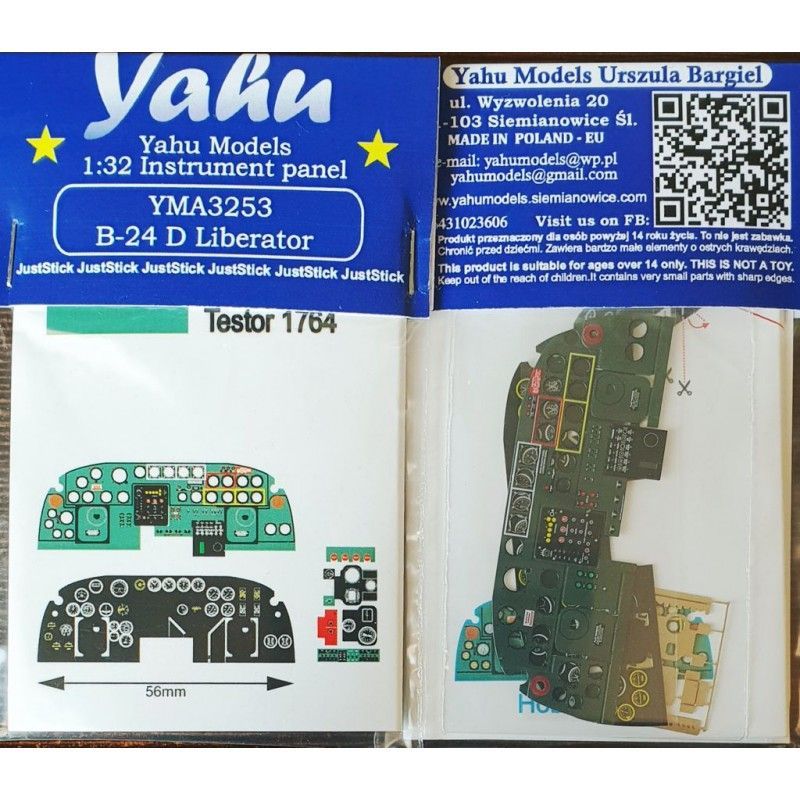 Yahu
Yahu Models
1:32 Instrument panel
YMA3253
B-24 D Liberator
JustStick JustStick JustStick JustStick JustStick JustStick
Testor 1764
56mm
Yahu Models Urszula Bargiel
ul. Wyzwolenia 20
-103 Siemianowice Śl.
MADE IN POLAND - EU
e-mail: yahumodels@wp.pl
yahumodels@gmail.com
w.yahumodels.siemianowice.com
431023606 Visit us on FB:
Produkt przeznaczony dla osób powyżej 14 roku życia. To nie jest zabawka.
Chronić przed dziećmi. Zawiera bardzo małe elementy o ostrych krawędziach.
This product is suitable for ages over 14 only. THIS IS NOT A TOY.
Keep out of the reach of children.It contains very small parts with sharp edges.